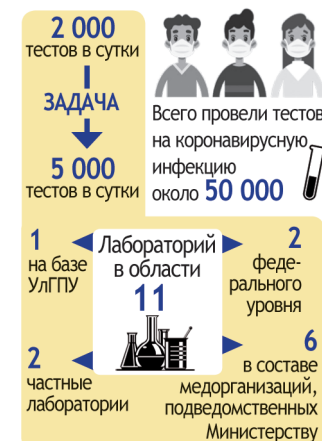 2 000
тестов в сутки
ЗАДАЧА
5 000
тестов в сутки
Всего провели тестов
на коронавирусную
инфекцию
около 50 000
Лабораторий
в области
11
1
на базе
УлГПУ
2
феде-
рального
уровня
2
частные
лаборатории
6
в составе
медорганизаций,
подведомственных
Министерству